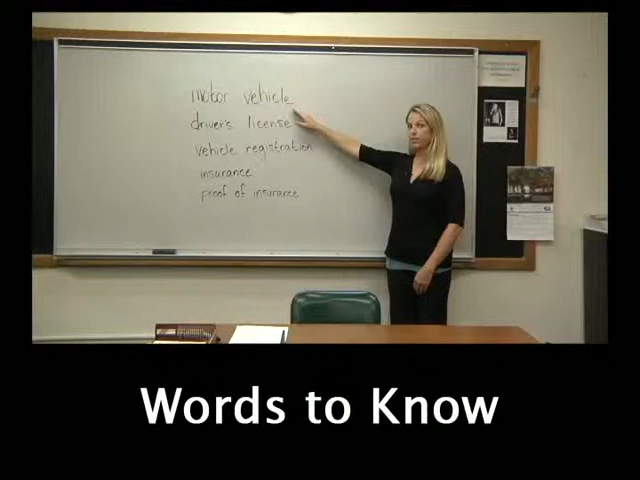 motor vehicle
driver's license
vehicle registration
insurance
proof of insurance
Words to Know